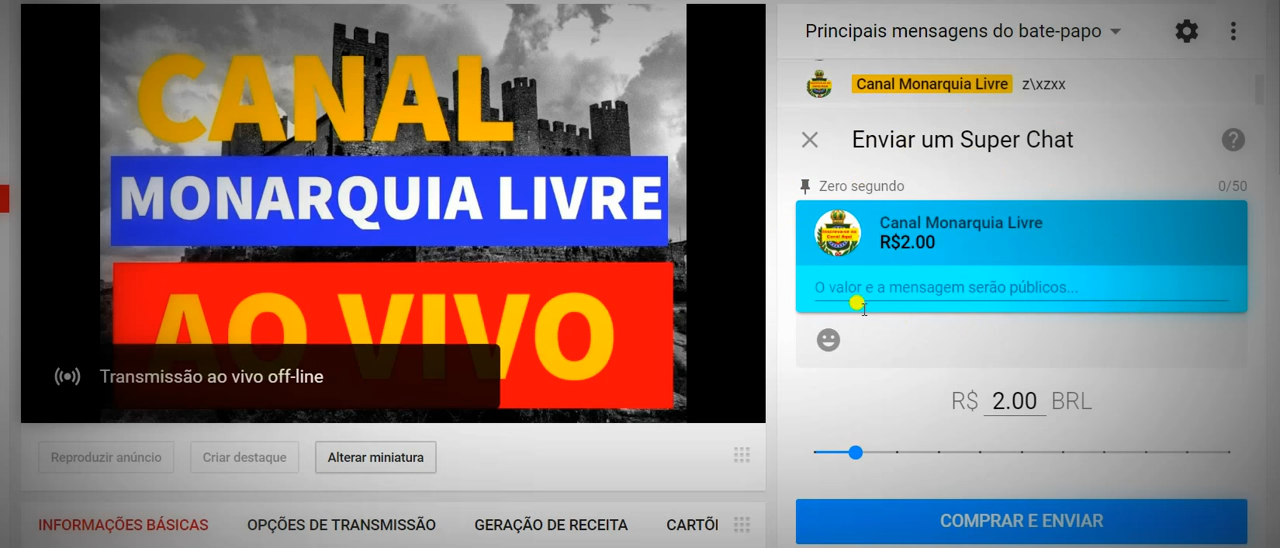 CANAL
MONARQUIA LIVRE
AO VIVO
Transmissão ao vivo off-line
Reproduzir anúncio
Criar destaque
Alterar miniatura
INFORMAÇÕES BÁSICAS
OPÇÕES DE TRANSMISSÃO
GERAÇÃO DE RECEITA
CARTÕI
Principais mensagens do bate-papo
Canal Monarquia Livre z\xzxx
Enviar um Super Chat
Zero segundo 0/50
Canal Monarquia Livre
R$2.00
O valor e a mensagem serão públicos...
R$ 2.00 BRL
COMPRAR E ENVIAR